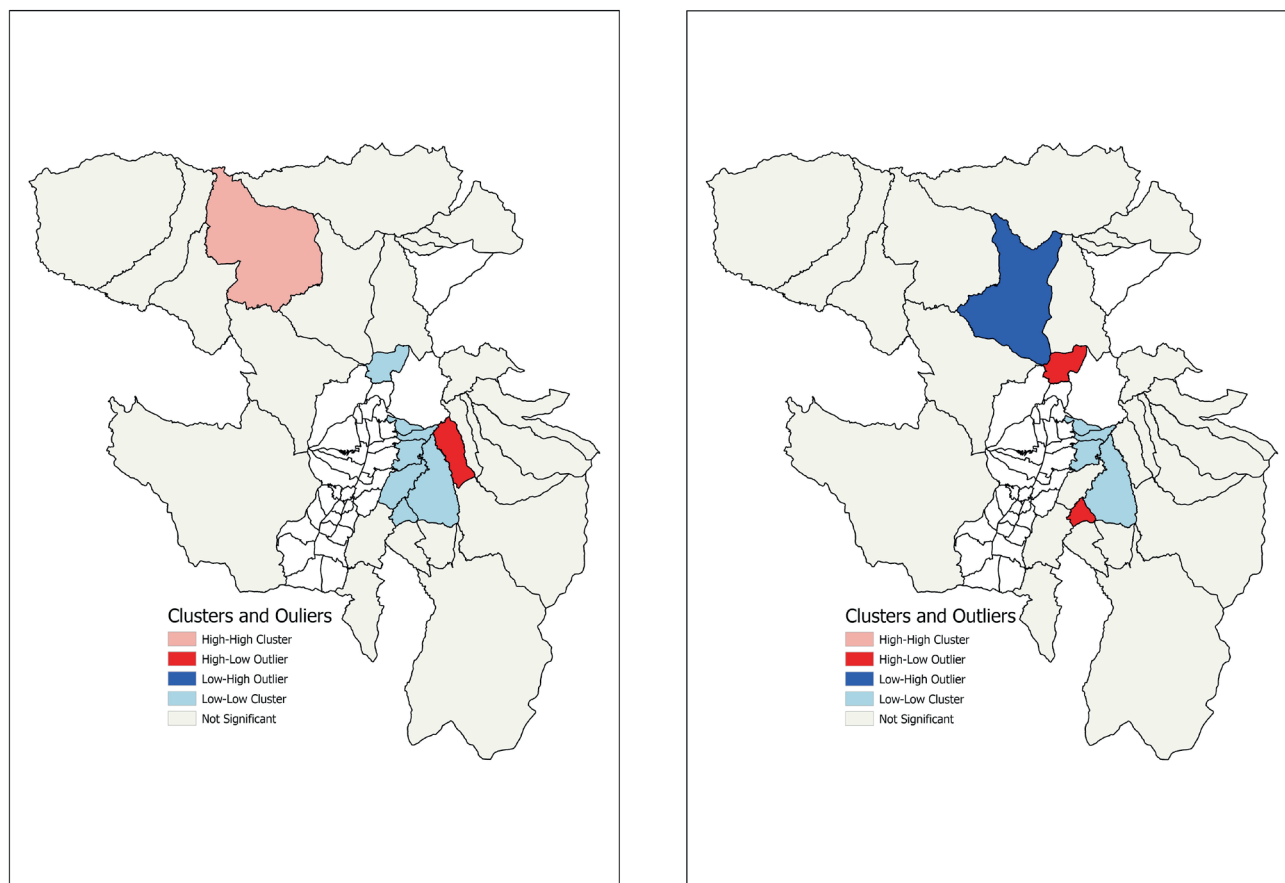 Clusters and Ouliers
High-High Cluster
High-Low Outlier
Low-High Outlier
Low-Low Cluster
Not Significant
Clusters and Outliers
High-High Cluster
High-Low Outlier
Low-High Outlier
Low-Low Cluster
Not Significant